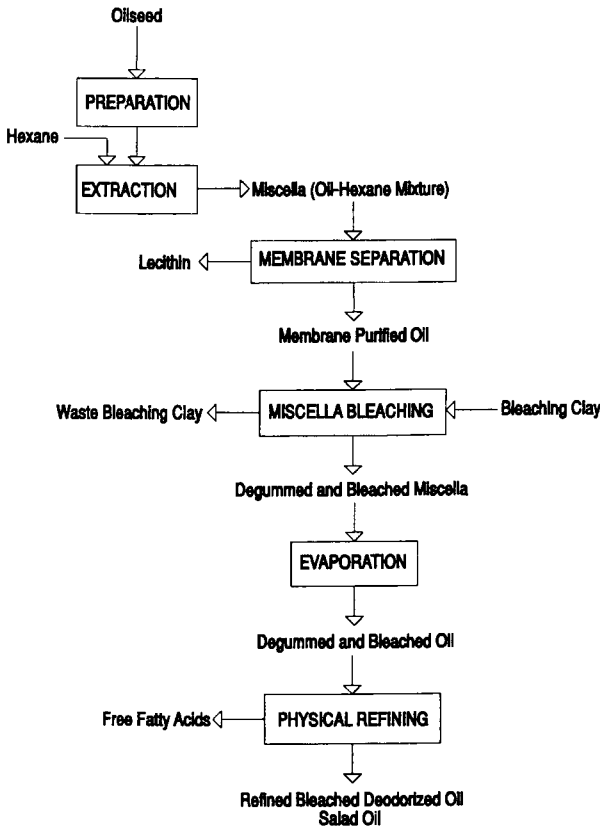 Oilseed
PREPARATION
Hexane
EXTRACTION
Miscella (Oil-Hexane Mixture)
Lecithin
MEMBRANE SEPARATION
Membrane Purified Oil
Waste Bleaching Clay
MISCELLA BLEACHING
Bleaching Clay
Degummed and Bleached Miscella
EVAPORATION
Degummed and Bleached Oil
Free Fatty Acids
PHYSICAL REFINING
Refined Bleached Deodorized Oil
Salad Oil